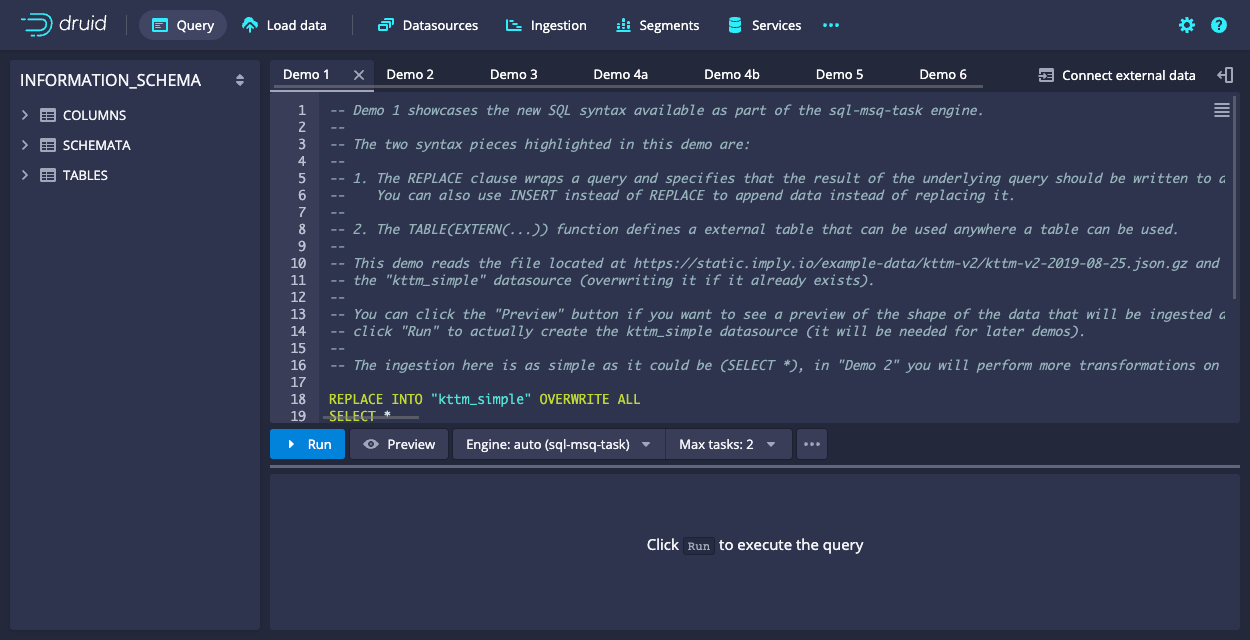 druid
Query
Load data
Datasources
Ingestion
Segments
Services
INFORMATION_SCHEMA
COLUMNS
SCHEMATA
TABLES
Demo 1
Demo 2
Demo 3
Demo 4a
Demo 4b
Demo 5
Demo 6
Connect external data
1 -- Demo 1 showcases the new SQL syntax available as part of the sql-msq-task engine.
2 --
3 -- The two syntax pieces highlighted in this demo are:
4 --
5 -- 1. The REPLACE clause wraps a query and specifies that the result of the underlying query should be written to
6 --    You can also use INSERT instead of REPLACE to append data instead of replacing it.
7 --
8 -- 2. The TABLE(EXTERN(...)) function defines a external table that can be used anywhere a table can be used.
9 --
10 -- This demo reads the file located at https://static.imply.io/example-data/kttm-v2/kttm-v2-2019-08-25.json.gz and
11 -- the "kttm_simple" datasource (overwriting it if it already exists).
12 --
13 -- You can click the "Preview" button if you want to see a preview of the shape of the data that will be ingested
14 -- click "Run" to actually create the kttm_simple datasource (it will be needed for later demos).
15 --
16 -- The ingestion here is as simple as it could be (SELECT *), in "Demo 2" you will perform more transformations on
17
18 REPLACE INTO "kttm_simple" OVERWRITE ALL
19 SELECT *
Run
Preview
Engine: auto (sql-msq-task)
Max tasks: 2
Click Run to execute the query